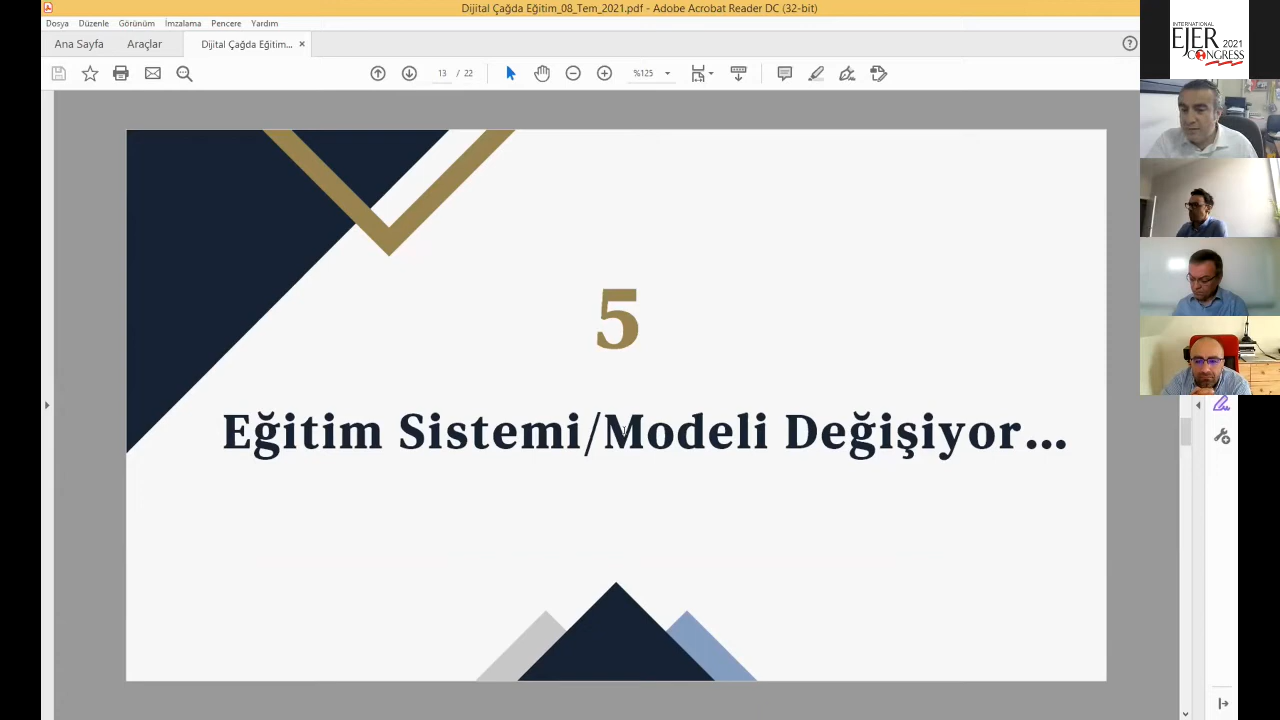 Dijital Çağda Eğitim_08_Tem_2021.pdf - Adobe Acrobat Reader DC (32-bit)
Dosya Düzenle Görünüm İmzalama Pencere Yardım
Ana Sayfa Araçlar Dijital Çağda Eğitim... ×
13 / 22 %125
INTERNATIONAL
EJER 2021
CONGRESS
5
Eğitim Sistemi/Modeli Değişiyor...